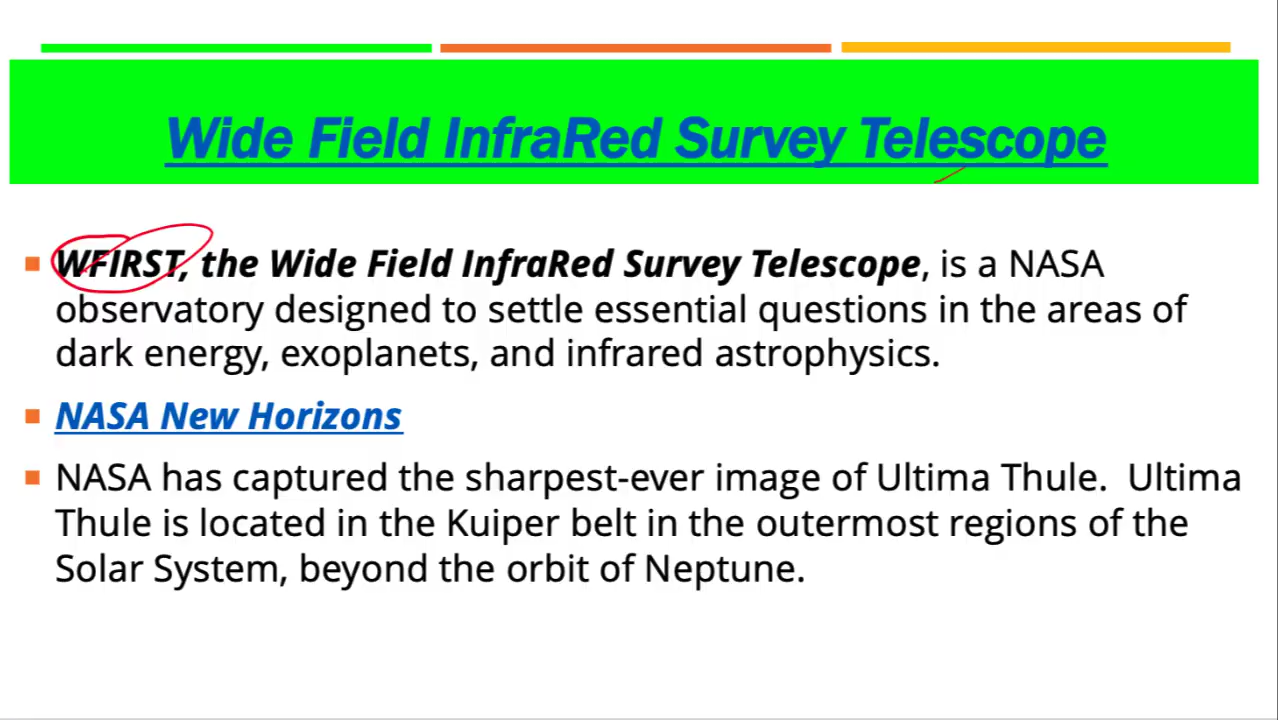 Wide Field InfraRed Survey Telescope
WFIRST, the Wide Field InfraRed Survey Telescope, is a NASA
observatory designed to settle essential questions in the areas of
dark energy, exoplanets, and infrared astrophysics.
NASA New Horizons
NASA has captured the sharpest-ever image of Ultima Thule. Ultima
Thule is located in the Kuiper belt in the outermost regions of the
Solar System, beyond the orbit of Neptune.